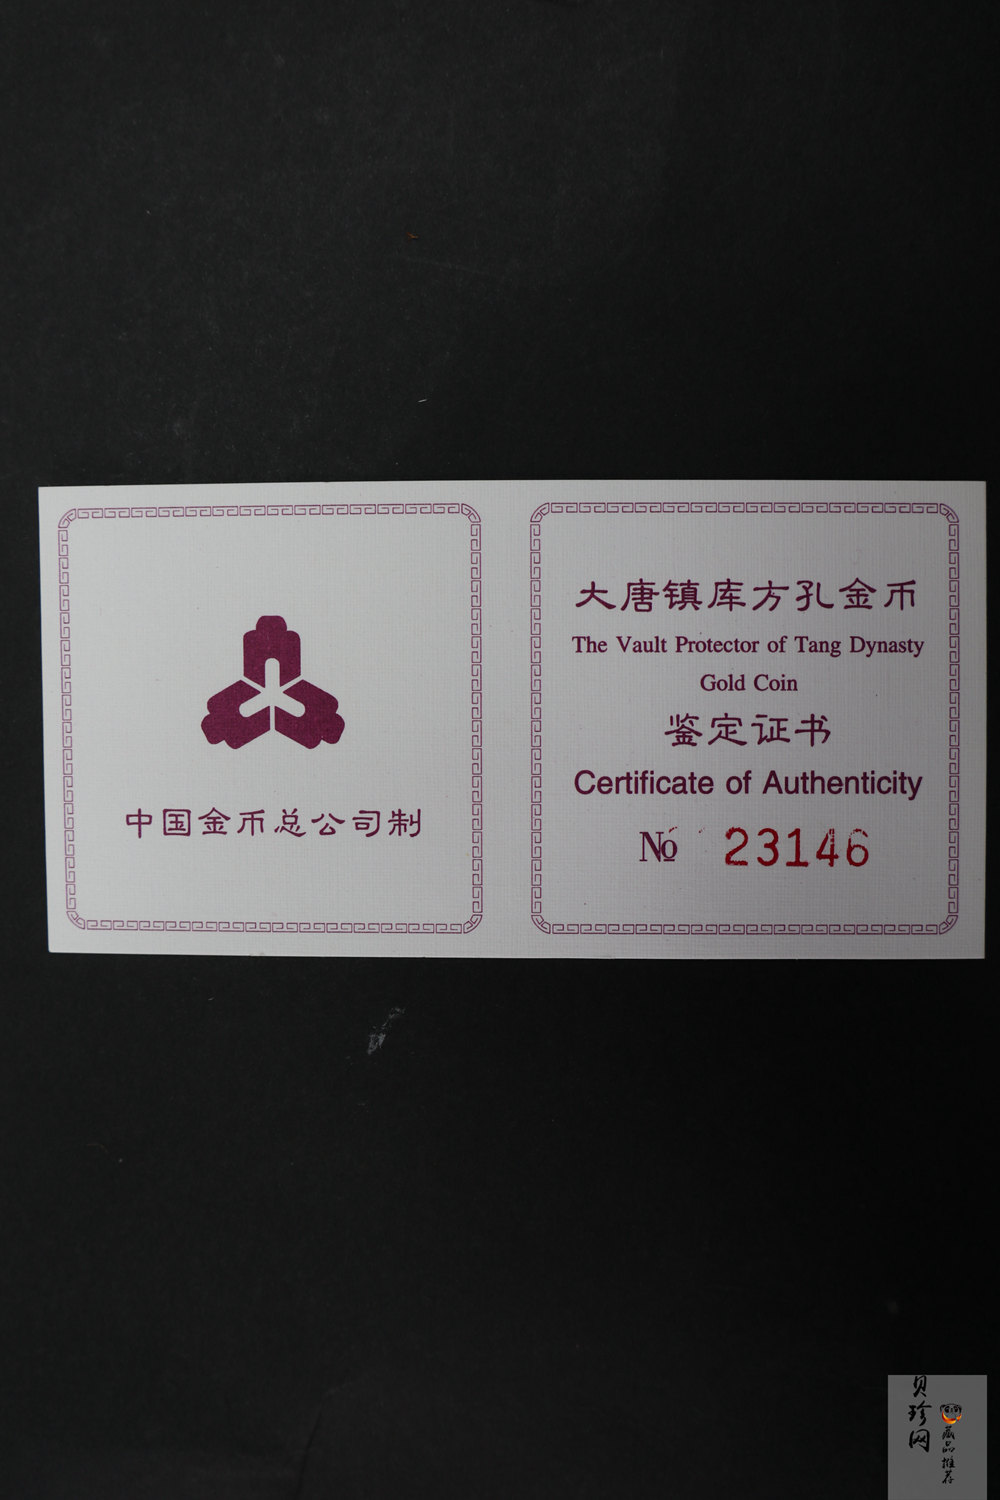 中国金币总公司制
大唐镇库方孔金币
The Vault Protector of Tang Dynasty
Gold Coin
鉴定证书
Certificate of Authenticity
№ 23146
贝珍网
藏品推荐